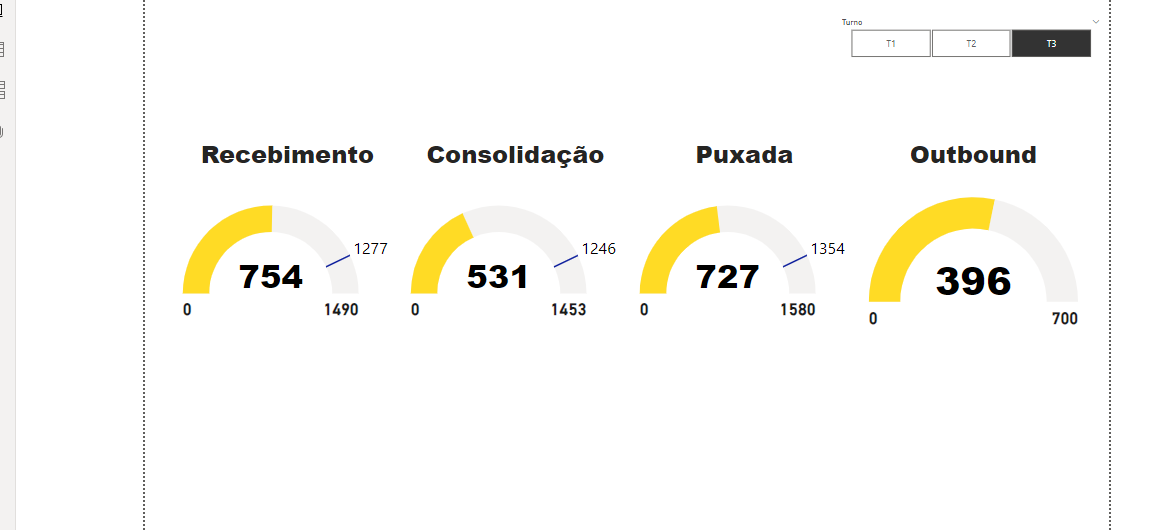 Turno
T1 T2 T3
Recebimento Consolidação Puxada Outbound
1277 1246 1354
754 531 727 396
0 1490 0 1453 0 1580 0 700